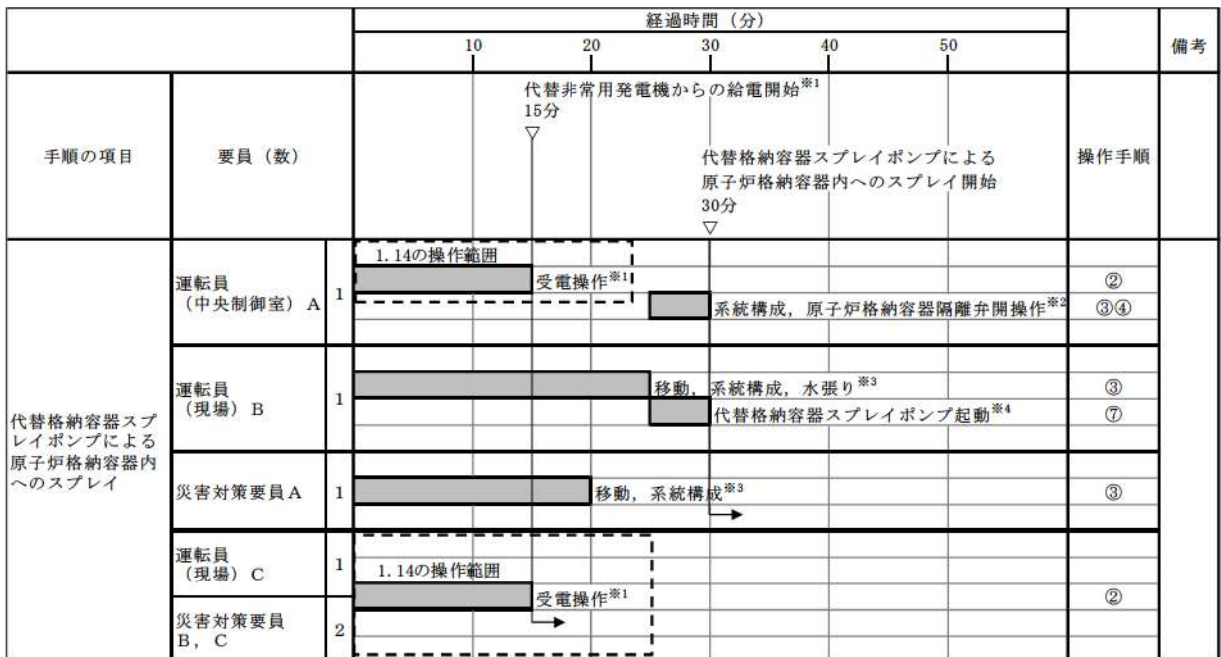 経過時間（分）
10 20 30 40 50
備考
手順の項目
要員（数）
操作手順
代替非常用発電機からの給電開始※1
15分
▽
代替格納容器スプレイポンプによる
原子炉格納容器内へのスプレイ開始
30分
▽
代替格納容器スプ
レイポンプによる
原子炉格納容器内
へのスプレイ
運転員
（中央制御室）A
1
1.14の操作範囲
受電操作※1
②
系統構成，原子炉格納容器隔離弁開操作※2
③④
運転員
（現場）B
1
移動，系統構成，水張り※3
③
代替格納容器スプレイポンプ起動※4
⑦
災害対策要員A
1
移動，系統構成※3
③
運転員
（現場）C
1
1.14の操作範囲
受電操作※1
②
災害対策要員
B，C
2